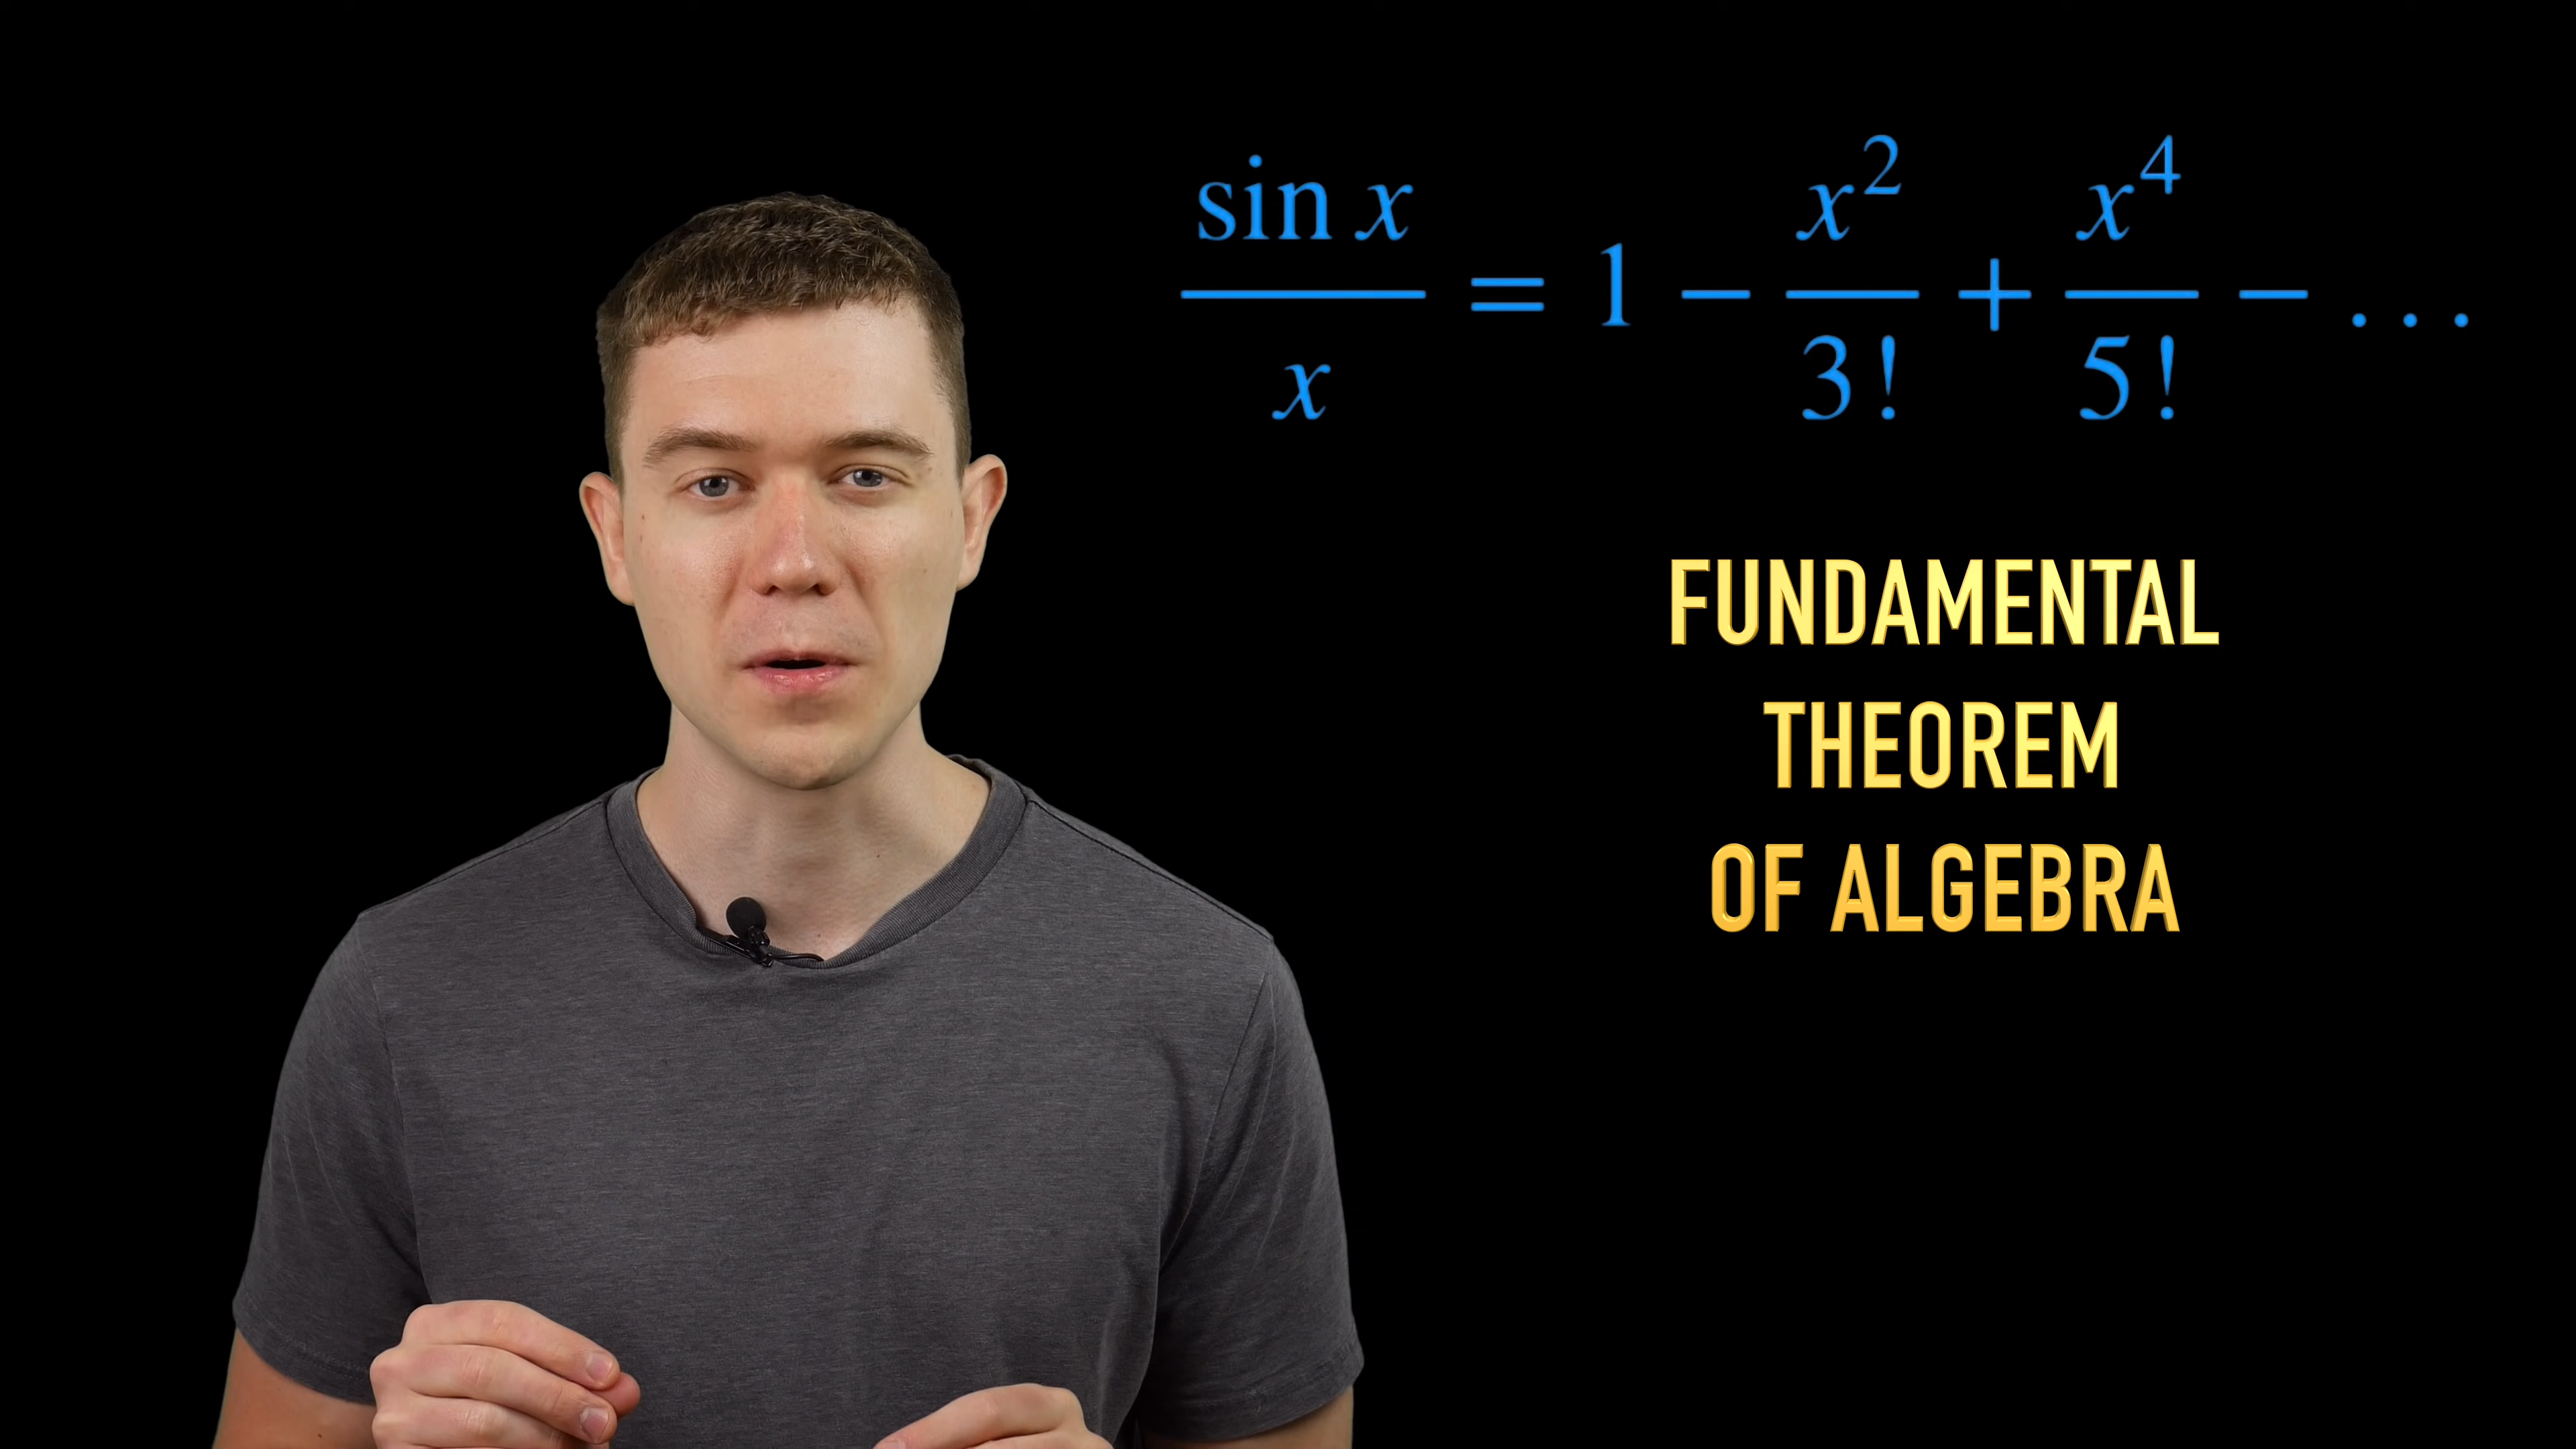 sin x / x = 1 − x² / 3! + x⁴ / 5! − ...
FUNDAMENTAL
THEOREM
OF ALGEBRA